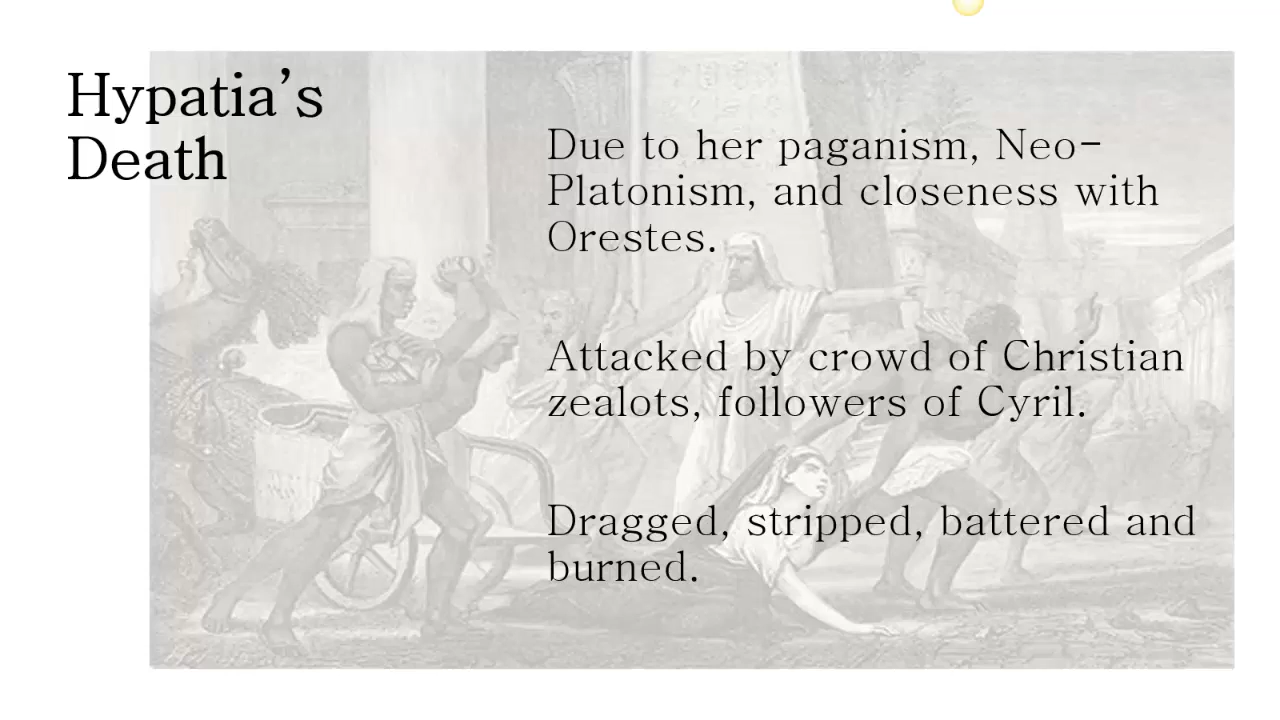 Hypatia’s
Death
Due to her paganism, Neo-
Platonism, and closeness with
Orestes.
Attacked by crowd of Christian
zealots, followers of Cyril.
Dragged, stripped, battered and
burned.